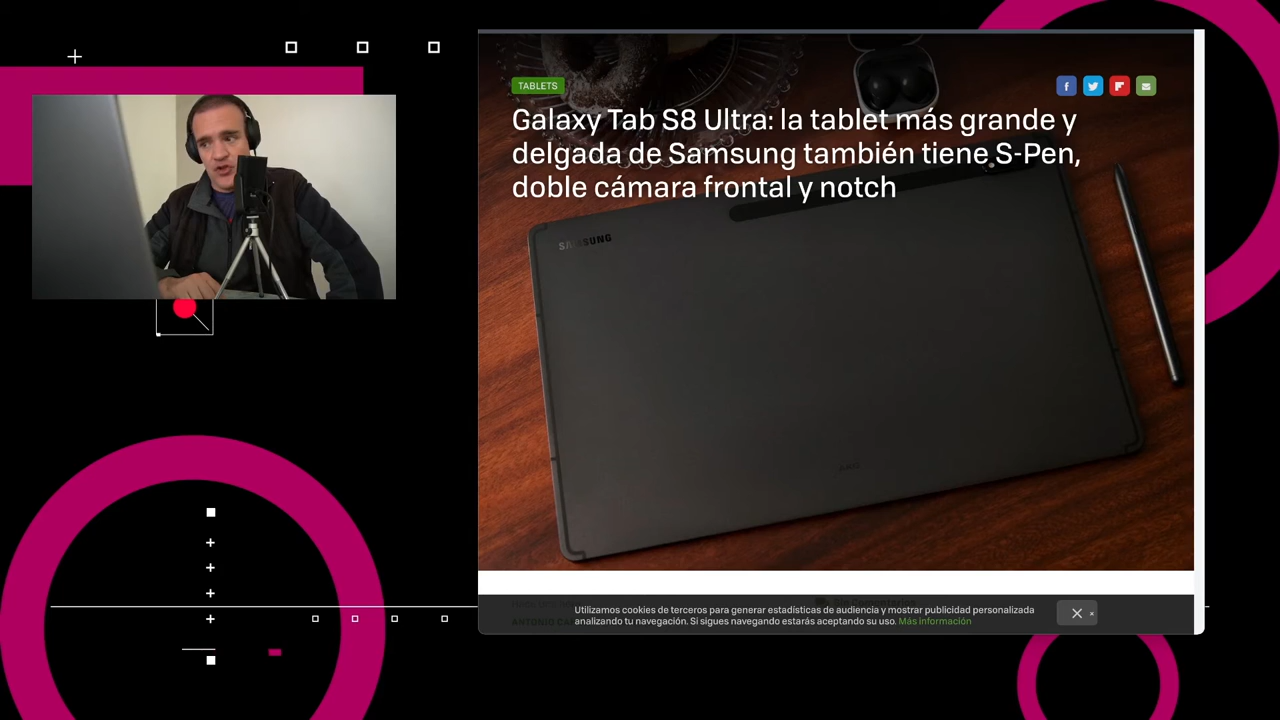 TABLETS
Galaxy Tab S8 Ultra: la tablet más grande y
delgada de Samsung también tiene S-Pen,
doble cámara frontal y notch
SAMSUNG
Utilizamos cookies de terceros para generar estadísticas de audiencia y mostrar publicidad personalizada
analizando tu navegación. Si sigues navegando estarás aceptando su uso. Más información